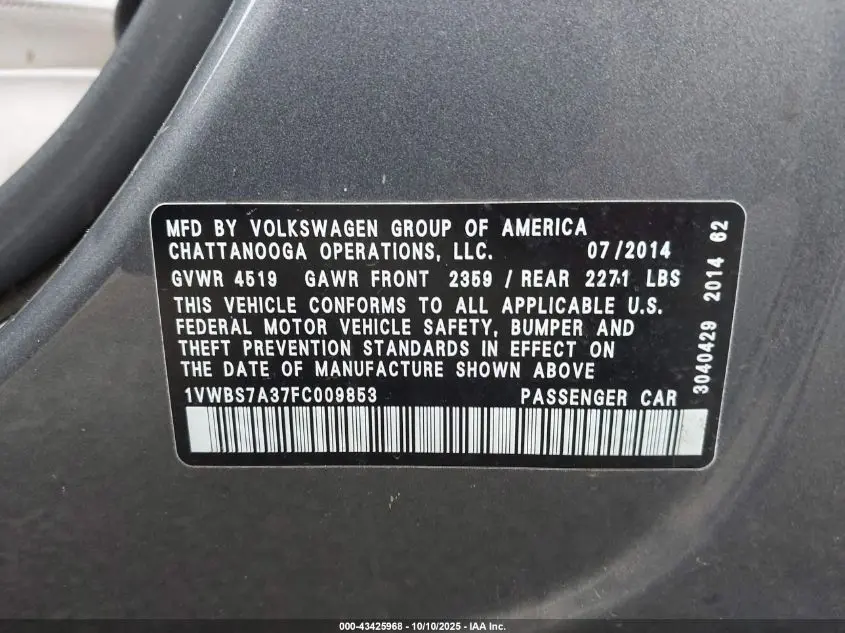 MFD BY VOLKSWAGEN GROUP OF AMERICA
CHATTANOOGA OPERATIONS, LLC. 07/2014
GVWR 4519 GAWR FRONT 2359 / REAR 2271 LBS
THIS VEHICLE CONFORMS TO ALL APPLICABLE U.S.
FEDERAL MOTOR VEHICLE SAFETY, BUMPER AND
THEFT PREVENTION STANDARDS IN EFFECT ON
THE DATE OF MANUFACTURE SHOWN ABOVE
1VWBS7A37FC009853 PASSENGER CAR
3040429 2014 62
000-43425968 - 10/10/2025 - IAA Inc.